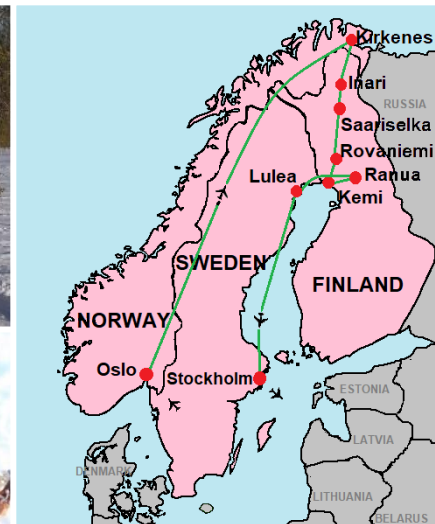 Kirkenes
Inari
RUSSIA
Saariselka
Rovaniemi
Lulea
Ranua
Kemi
SWEDEN
FINLAND
NORWAY
Oslo
Stockholm
ESTONIA
LATVIA
DENMARK
LITHUANIA
BELARUS